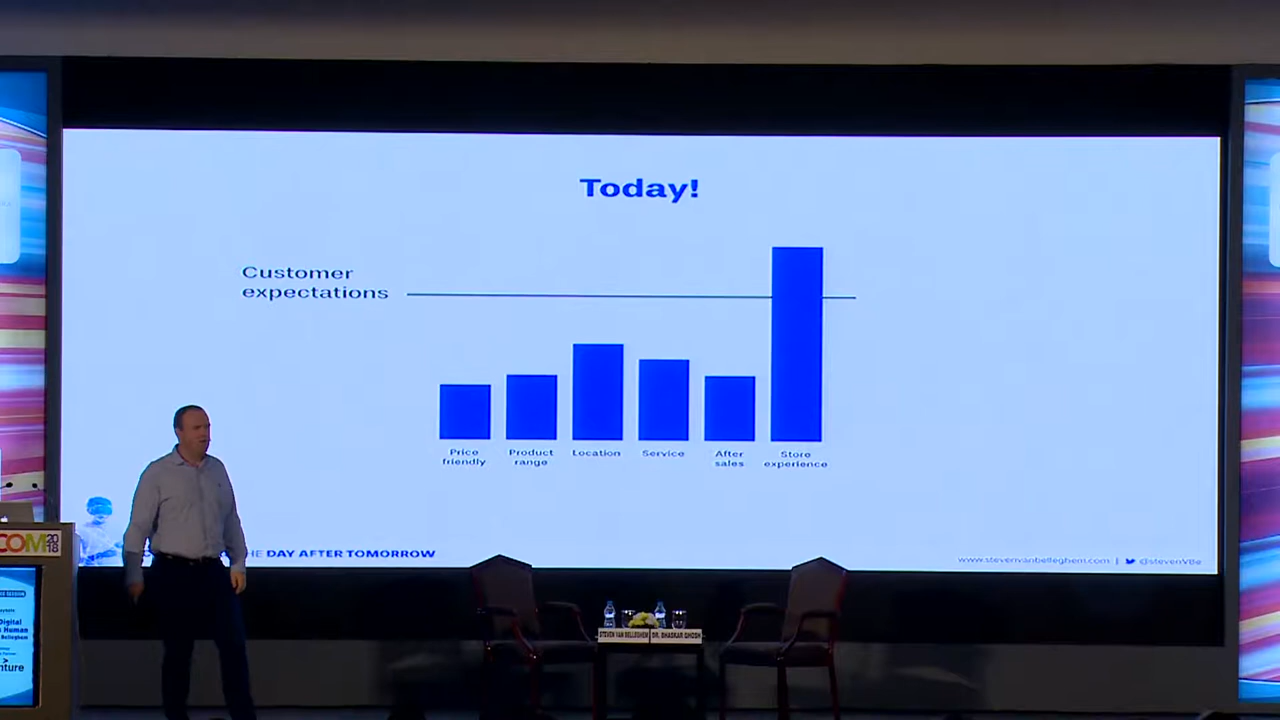 Today!
Customer
expectations
Price
friendly
Product
range
Location
Service
After
sales
Store
experience
DAY AFTER TOMORROW
www.stevenvanbelleghem.com | @stevenVBe
STEVEN VAN BELLEGHEM
DR. BHASKAR GHOSH
COM 2018
Digital
Human
Belleghem
nture